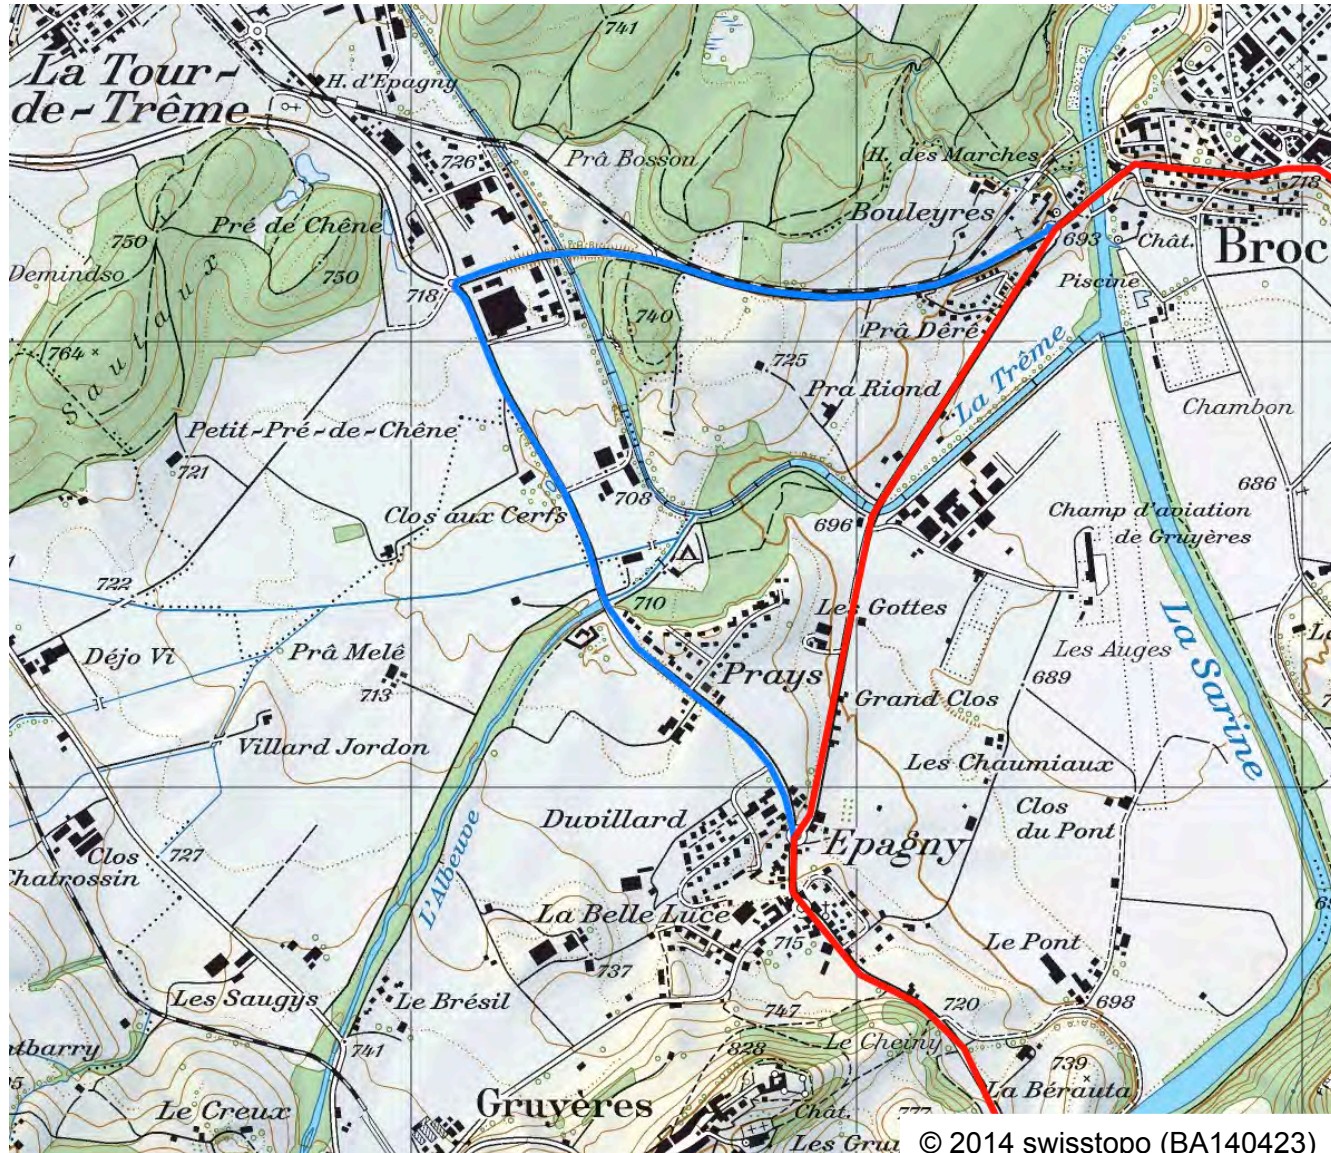 741
La Tour-
de-Trême
H. d'Epagny
726
Prâ Bosson
H. des Marches
713
Bouleyres
Pré de Chêne
750
693
Chât.
Broc
Demindso
750
718
Piscine
Sautaux
740
Prâ Dêré
764
725
La Trême
Pra Riond
Chambon
Petit-Pré-de-Chêne
721
708
686
Clos aux Cerfs
696
Champ d'aviation
de Gruyères
722
710
Les Gottes
La Sarine
Déjo Vi
Prâ Melé
713
Prays
Les Auges
689
Grand Clos
Villard Jordon
Les Chaumiaux
Duvillard
Clos
du Pont
L'Albeuve
Epagny
Clos
Chatrossin
727
La Belle Luce
715
Le Pont
737
Les Saugys
Le Brésil
747
720
698
741
828
Le Cheiny
739
La Bérauta
Le Creux
Gruyères
Chât.
777
© 2014 swisstopo (BA140423)